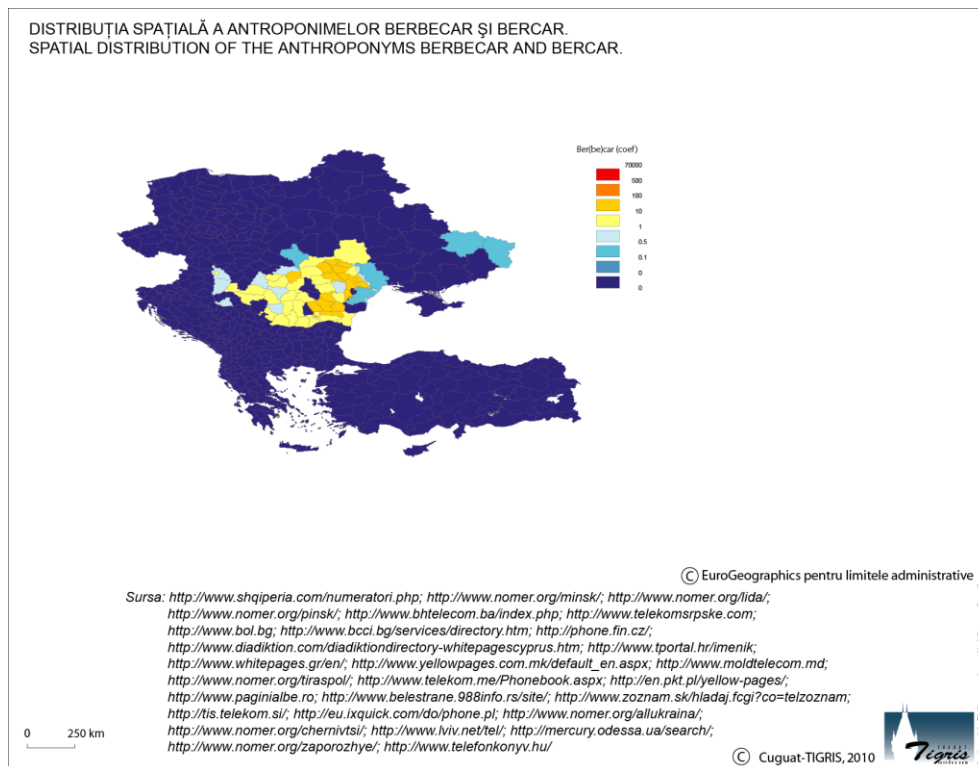 DISTRIBUȚIA SPAȚIALĂ A ANTROPONIMELOR BERBECAR ȘI BERCAR.
SPATIAL DISTRIBUTION OF THE ANTHROPONYMS BERBECAR AND BERCAR.
Ber(be)car (coef)
70000
500
100
10
1
0.5
0.1
0
0
© EuroGeographics pentru limitele administrative
Sursa: http://www.shqiperia.com/numeratori.php; http://www.nomer.org/minsk/; http://www.nomer.org/lida/;
http://www.nomer.org/pinsk/; http://www.bhtelecom.ba/index.php; http://www.telekomsrpske.com;
http://www.bol.bg; http://www.bcci.bg/services/directory.htm; http://phone.fin.cz/;
http://www.diadiktion.com/diadiktiondirectory-whitepagescyprus.htm; http://www.tportal.hr/imenik;
http://www.whitepages.gr/en/; http://www.yellowpages.com.mk/default_en.aspx; http://www.moldtelecom.md;
http://www.nomer.org/tiraspol/; http://www.telekom.me/Phonebook.aspx; http://en.pkt.pl/yellow-pages/;
http://www.paginialbe.ro; http://www.belestrane.988info.rs/site/; http://www.zoznam.sk/hladaj.fcgi?co=telzoznam;
http://tis.telekom.si/; http://eu.ixquick.com/do/phone.pl; http://www.nomer.org/allukraina/;
http://www.nomer.org/chernivtsi/; http://www.lviv.net/tel/; http://mercury.odessa.ua/search/;
http://www.nomer.org/zaporozhye/; http://www.telefonkonyv.hu/
0 250 km
© Cuguat-TIGRIS, 2010
Tigris